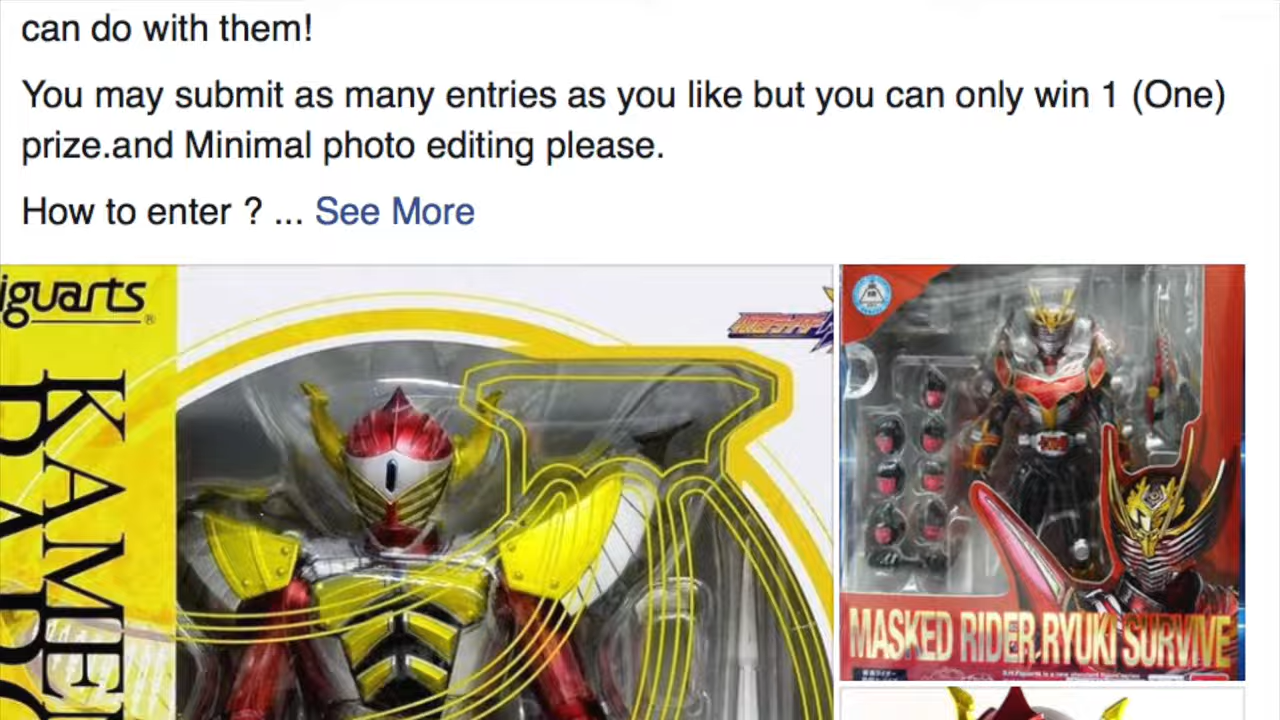 can do with them!
You may submit as many entries as you like but you can only win 1 (One)
prize.and Minimal photo editing please.
How to enter ? ... See More
iguarts
KAME
MASKED RIDER RYUKI SURVIVE